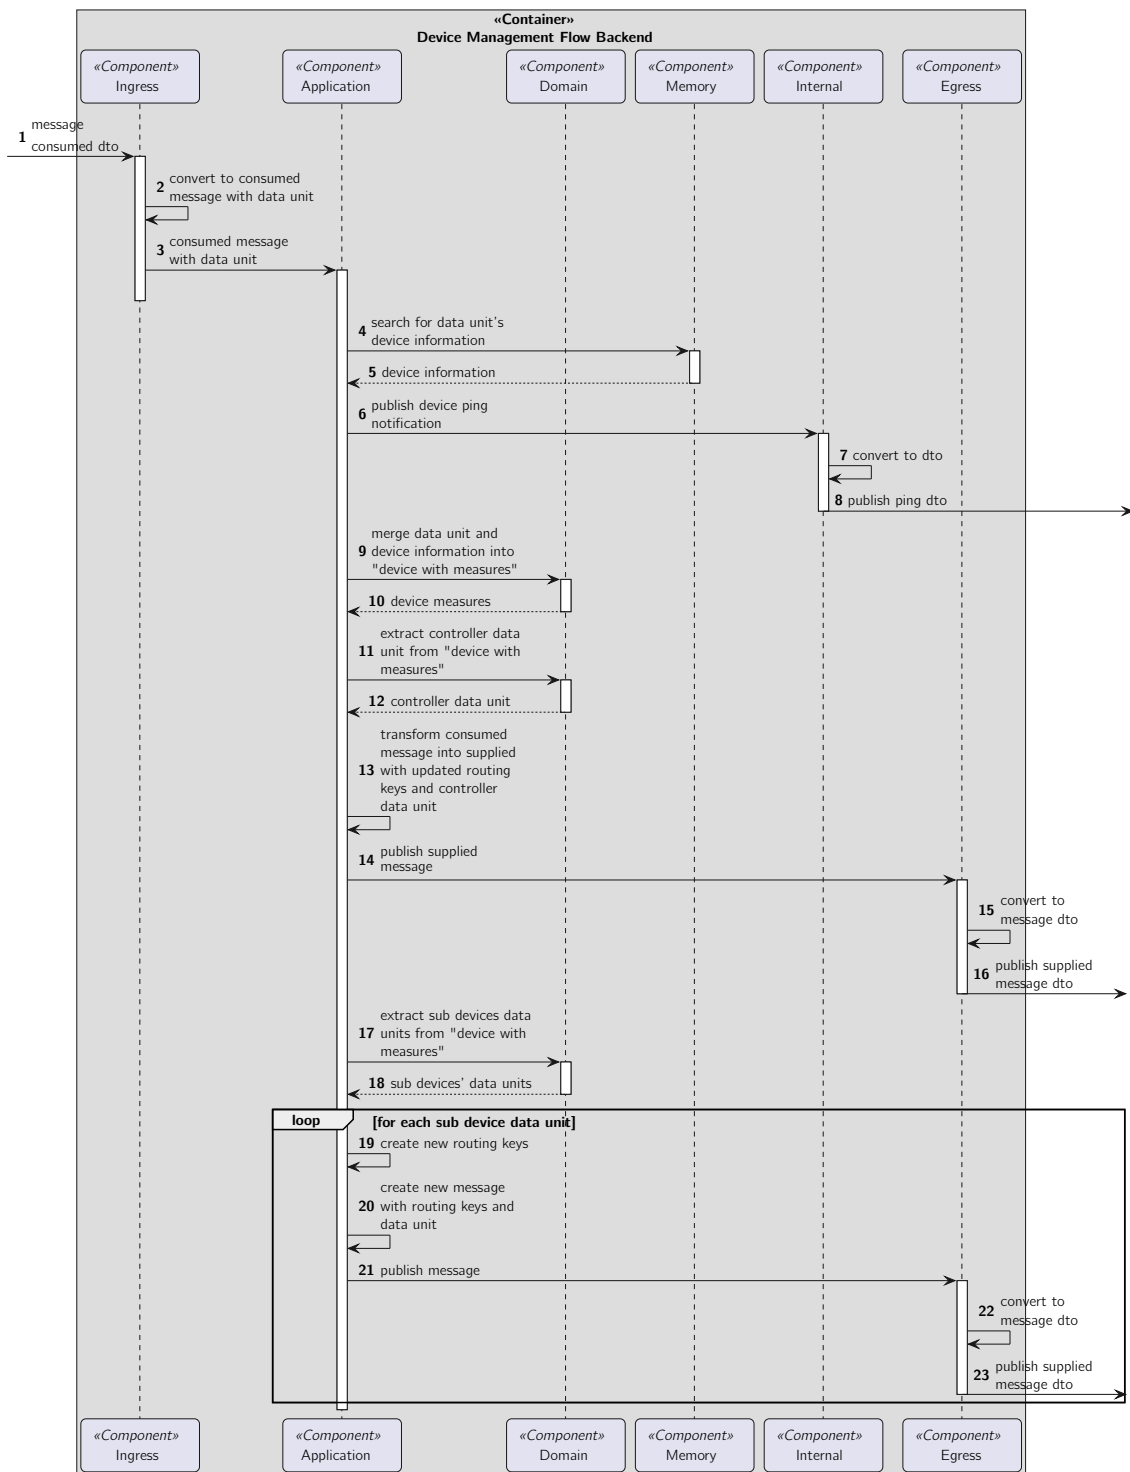 «Container»
Device Management Flow Backend
«Component»
Ingress
«Component»
Application
«Component»
Domain
«Component»
Memory
«Component»
Internal
«Component»
Egress
1 message
consumed dto
2 convert to consumed
message with data unit
3 consumed message
with data unit
4 search for data unit's
device information
5 device information
6 publish device ping
notification
7 convert to dto
8 publish ping dto
merge data unit and
9 device information into
"device with measures"
10 device measures
extract controller data
11 unit from "device with
measures"
12 controller data unit
transform consumed
message into supplied
13 with updated routing
keys and controller
data unit
14 publish supplied
message
15 convert to
message dto
16 publish supplied
message dto
extract sub devices data
17 units from "device with
measures"
18 sub devices' data units
loop [for each sub device data unit]
19 create new routing keys
create new message
20 with routing keys and
data unit
21 publish message
22 convert to
message dto
23 publish supplied
message dto
«Component»
Ingress
«Component»
Application
«Component»
Domain
«Component»
Memory
«Component»
Internal
«Component»
Egress